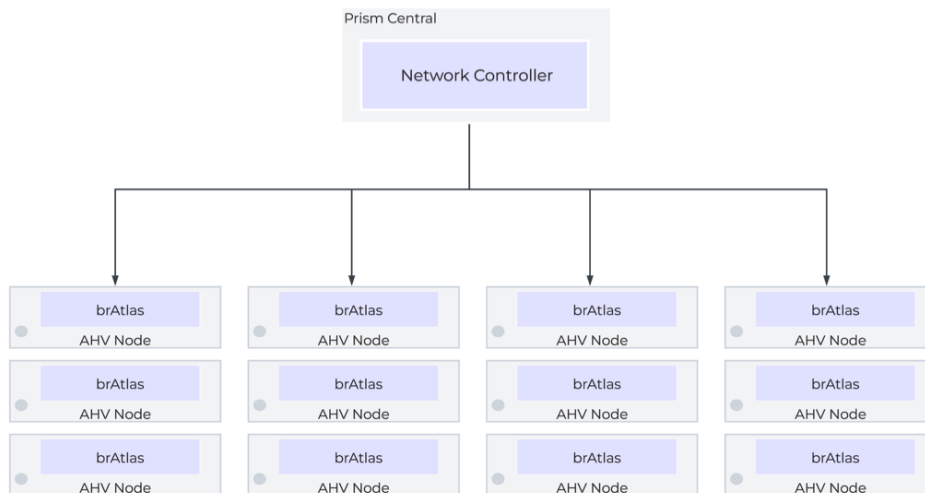 Prism Central
Network Controller
brAtlas
AHV Node
brAtlas
AHV Node
brAtlas
AHV Node
brAtlas
AHV Node
brAtlas
AHV Node
brAtlas
AHV Node
brAtlas
AHV Node
brAtlas
AHV Node
brAtlas
AHV Node
brAtlas
AHV Node
brAtlas
AHV Node
brAtlas
AHV Node